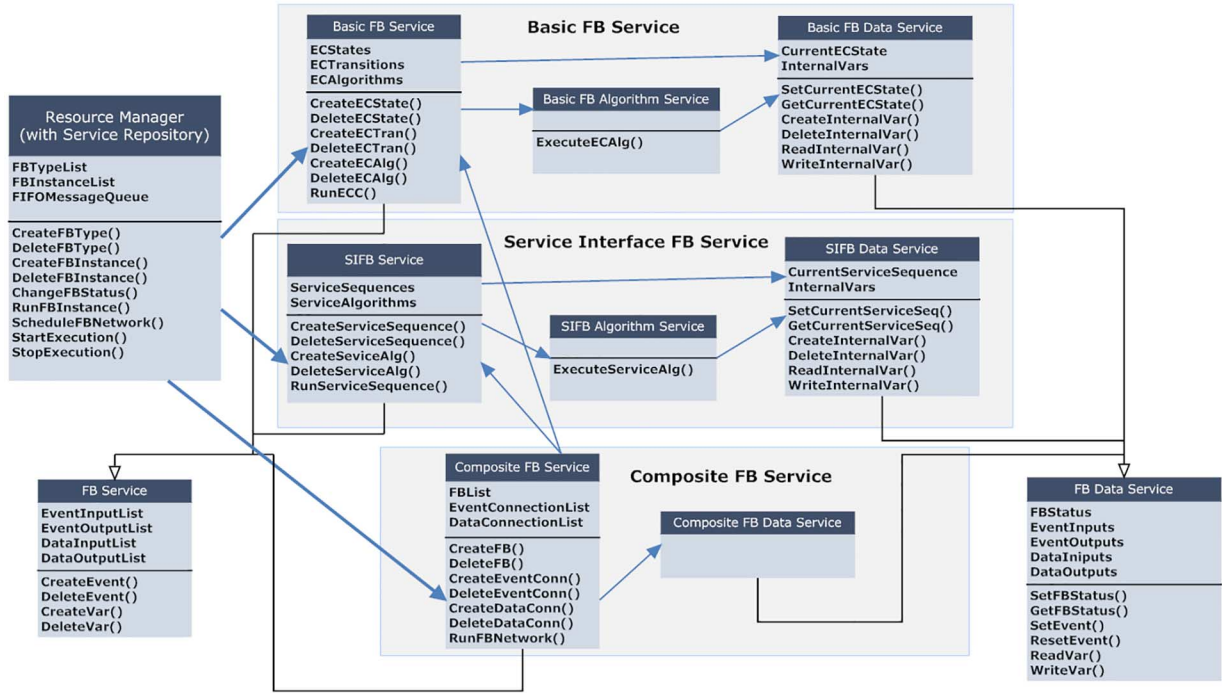 Basic FB Service
Basic FB Service
ECStates
ECTransitions
ECAlgorithms
CreateECState()
DeleteECState()
CreateECTran()
DeleteECTran()
CreateECAlg()
DeleteECAlg()
RunECC()
Basic FB Algorithm Service
ExecuteECAlg()
Basic FB Data Service
CurrentECState
InternalVars
SetCurrentECState()
GetCurrentECState()
CreateInternalVar()
DeleteInternalVar()
ReadInternalVar()
WriteInternalVar()
Resource Manager
(with Service Repository)
FBTypeList
FBInstanceList
FIFOMessageQueue
CreateFBType()
DeleteFBType()
CreateFBInstance()
DeleteFBInstance()
ChangeFBStatus()
RunFBInstance()
ScheduleFBNetwork()
StartExecution()
StopExecution()
Service Interface FB Service
SIFB Service
ServiceSequences
ServiceAlgorithms
CreateServiceSequence()
DeleteServiceSequence()
CreateSeviceAlg()
DeleteServiceAlg()
RunServiceSequence()
SIFB Algorithm Service
ExecuteServiceAlg()
SIFB Data Service
CurrentServiceSequence
InternalVars
SetCurrentServiceSeq()
GetCurrentServiceSeq()
CreateInternalVar()
DeleteInternalVar()
ReadInternalVar()
WriteInternalVar()
Composite FB Service
Composite FB Service
FBList
EventConnectionList
DataConnectionList
CreateFB()
DeleteFB()
CreateEventConn()
DeleteEventConn()
CreateDataConn()
DeleteDataConn()
RunFBNetwork()
Composite FB Data Service
FB Service
EventInputList
EventOutputList
DataInputList
DataOutputList
CreateEvent()
DeleteEvent()
CreateVar()
DeleteVar()
FB Data Service
FBStatus
EventInputs
EventOutputs
DataIniputs
DataOutputs
SetFBStatus()
GetFBStatus()
SetEvent()
ResetEvent()
ReadVar()
WriteVar()